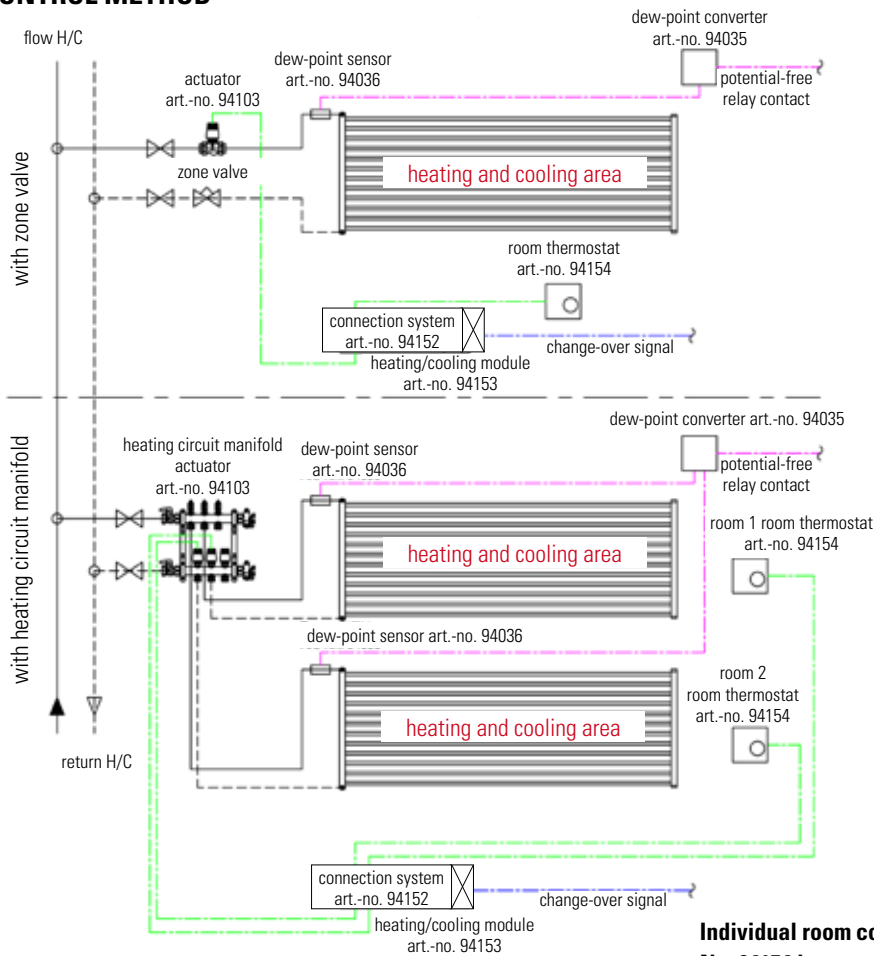 flow H/C
dew-point converter
art.-no. 94035
dew-point sensor
art.-no. 94036
actuator
art.-no. 94103
potential-free
relay contact
with zone valve
zone valve
heating and cooling area
room thermostat
art.-no. 94154
connection system
art.-no. 94152
change-over signal
heating/cooling module
art.-no. 94153
with heating circuit manifold
heating circuit manifold
actuator
art.-no. 94103
dew-point sensor
art.-no. 94036
dew-point converter art.-no. 94035
potential-free
relay contact
room 1 room thermostat
art.-no. 94154
heating and cooling area
dew-point sensor art.-no. 94036
room 2
room thermostat
art.-no. 94154
heating and cooling area
return H/C
connection system
art.-no. 94152
change-over signal
heating/cooling module
art.-no. 94153
Individual room